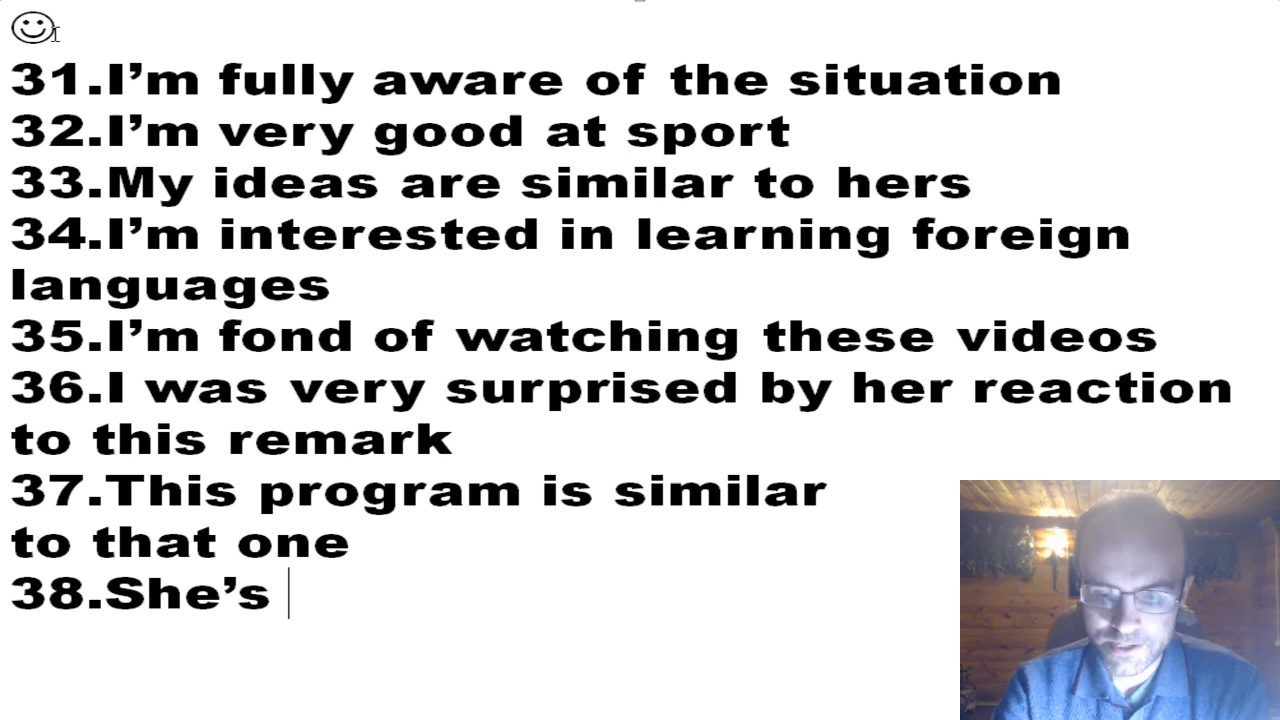 31.I’m fully aware of the situation
32.I’m very good at sport
33.My ideas are similar to hers
34.I’m interested in learning foreign
languages
35.I’m fond of watching these videos
36.I was very surprised by her reaction
to this remark
37.This program is similar
to that one
38.She’s